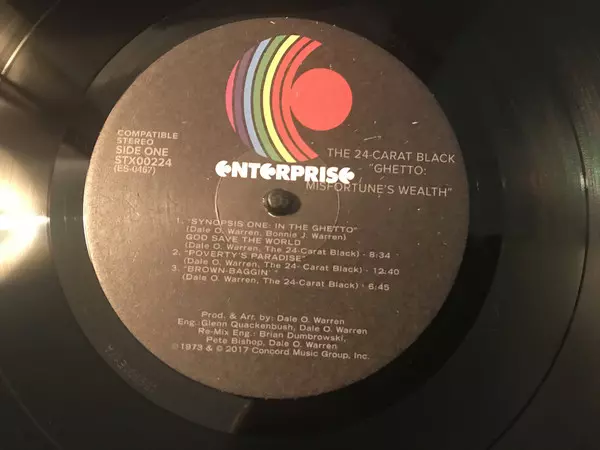 COMPATIBLE
STEREO
SIDE ONE
STX00224
(ES-0467)
ENTERPRISE
THE 24-CARAT BLACK
"GHETTO:
MISFORTUNE'S WEALTH"
1. "SYNOPSIS ONE: IN THE GHETTO"
(Dale O. Warren, Bonnie J. Warren)
GOD SAVE THE WORLD
(Dale O. Warren, The 24-Carat Black) - 8:34
2. "POVERTY'S PARADISE"
(Dale O. Warren, The 24- Carat Black) - 12:40
3. "BROWN-BAGGIN' "
(Dale O. Warren, The 24- Carat Black) - 6:45
Prod. & Arr. by: Dale O. Warren
Eng.: Glenn Quackenbush, Dale O. Warren
Re-Mix Eng.: Brian Dumbrowski,
Pete Bishop, Dale O. Warren
℗ 1973 & © 2017 Concord Music Group, Inc.